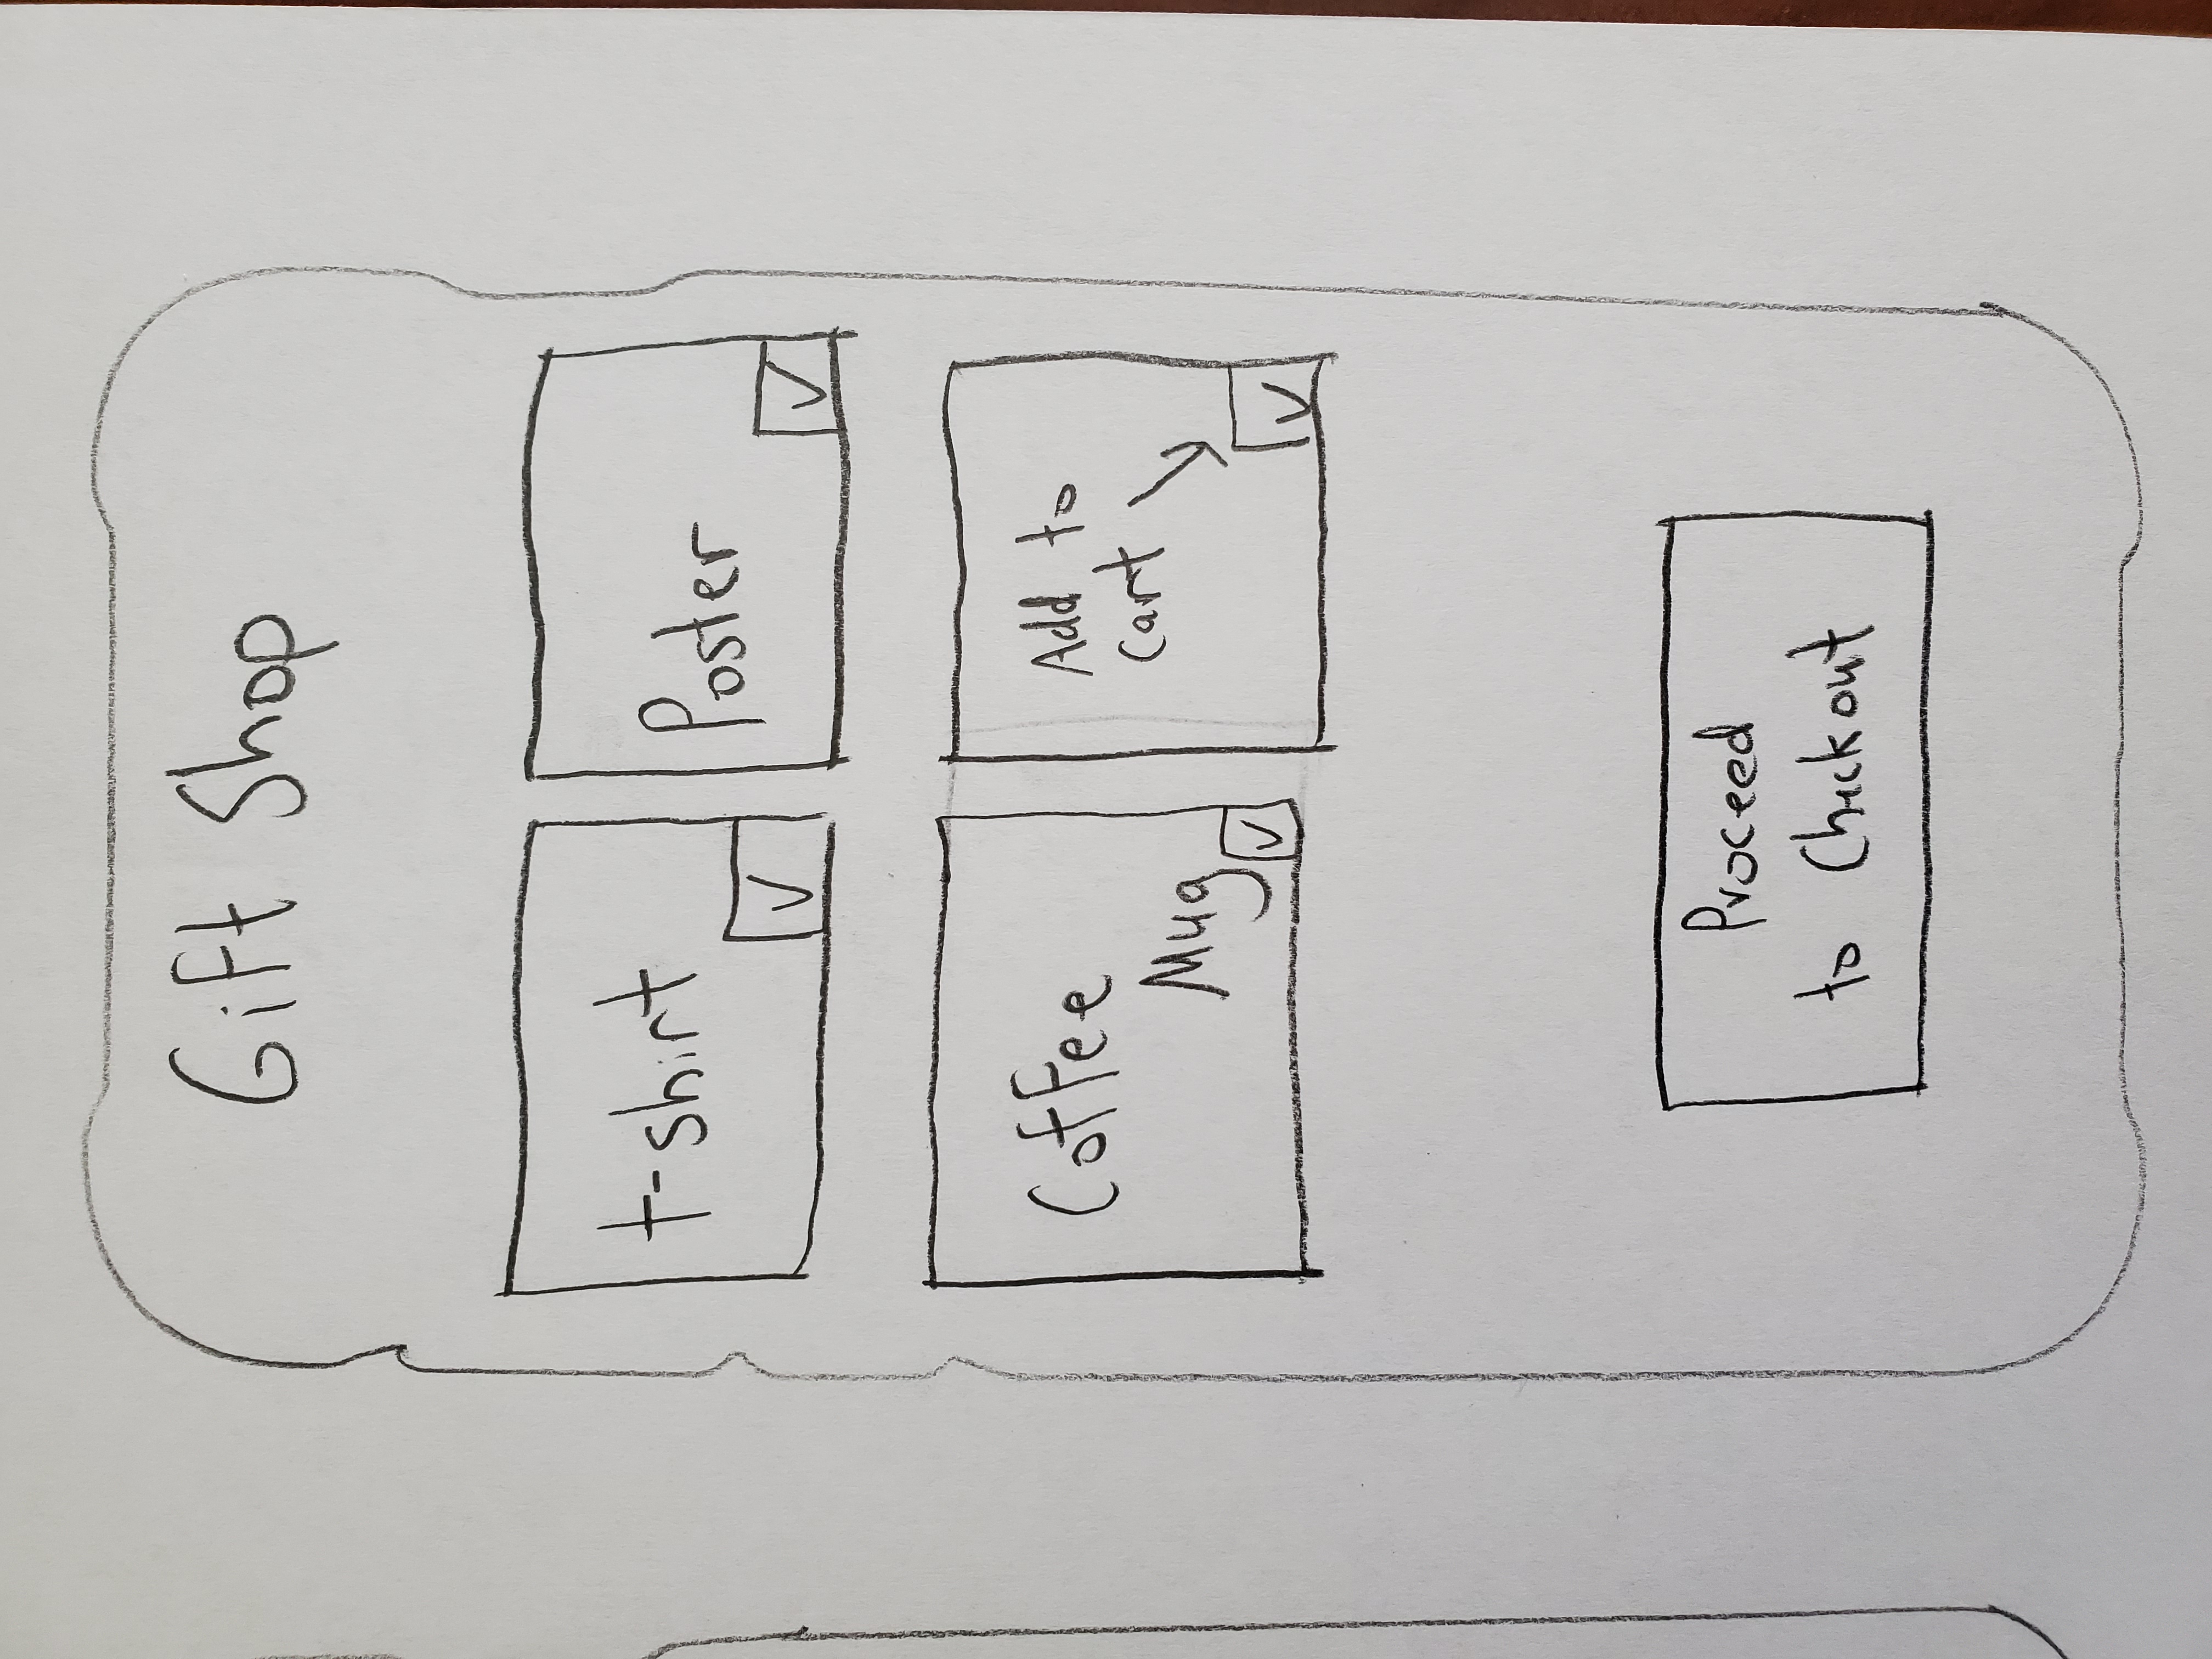 Gift Shop
t-shirt
Poster
Coffee
Mug
Add to
Cart
Proceed
to Checkout